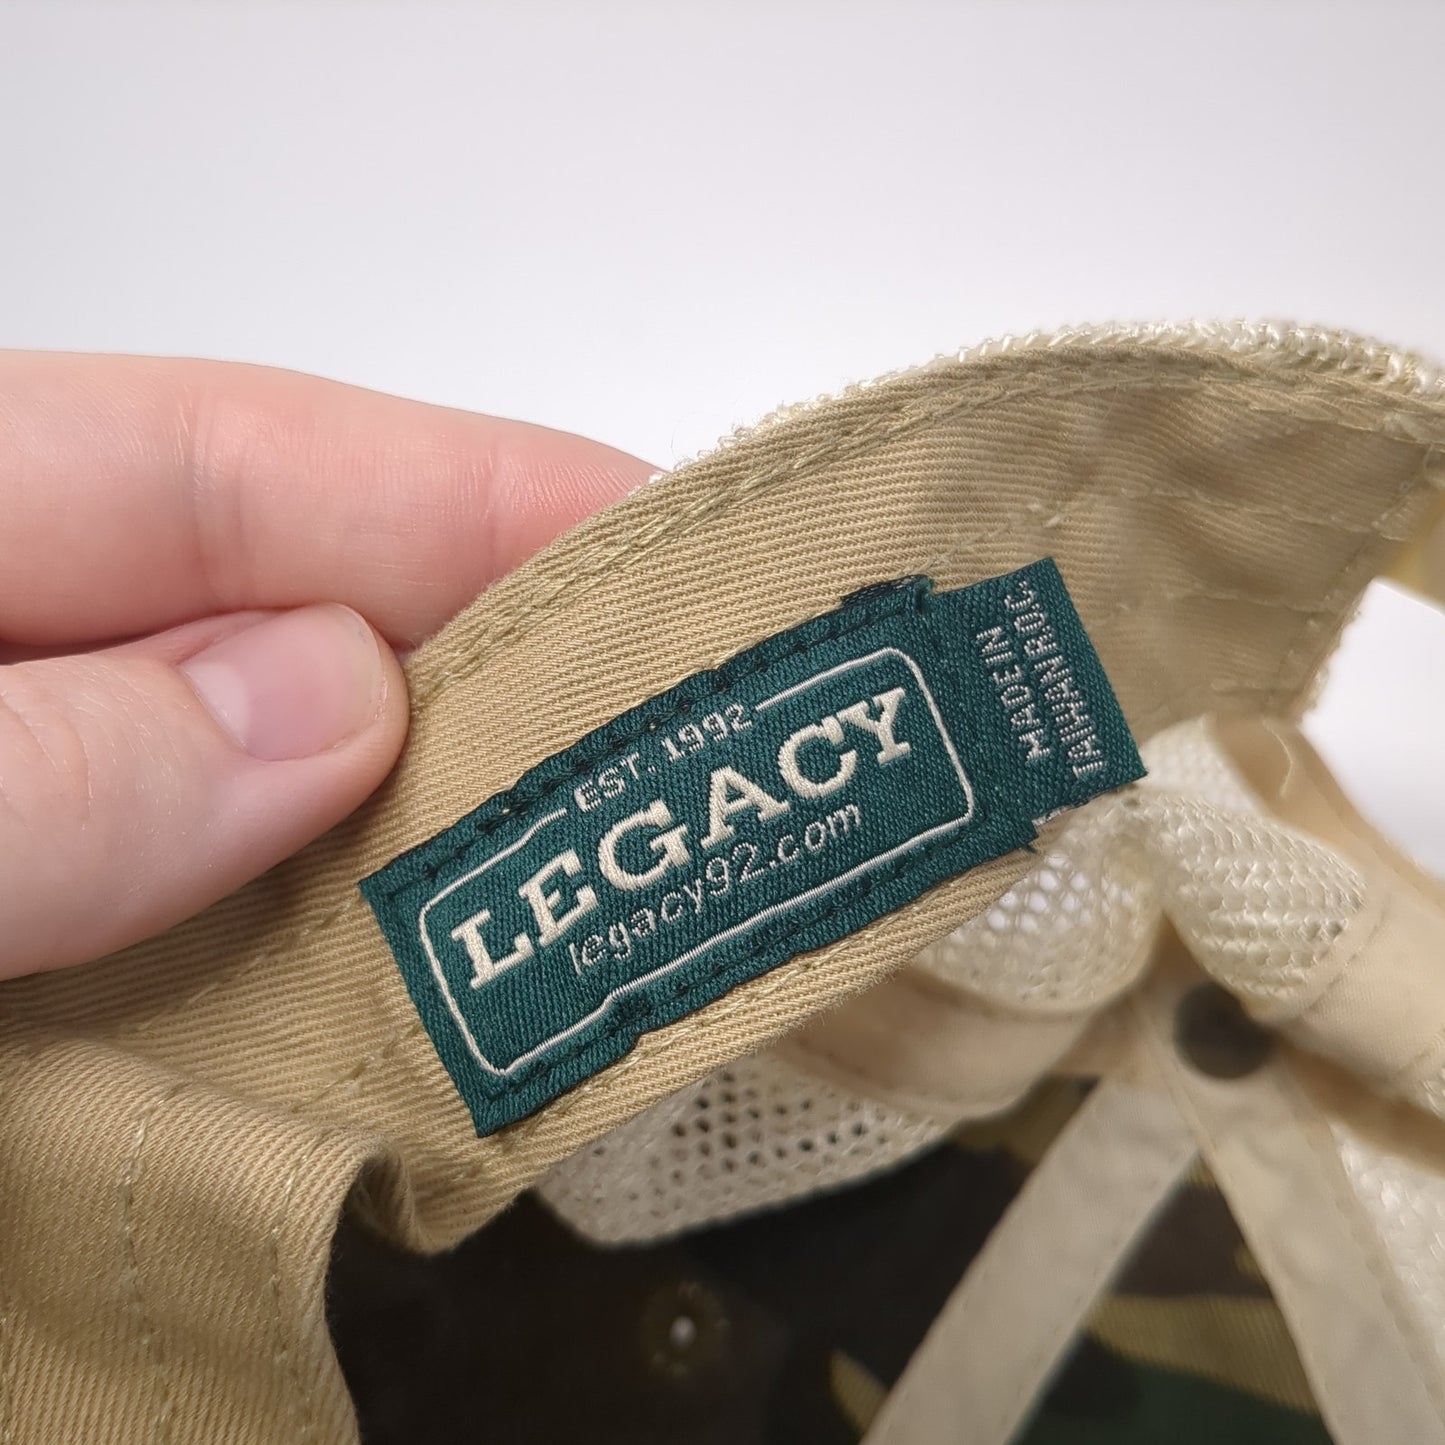 EST. 1992
LEGACY
legacy92.com
MADE IN
TAIWAN R.O.C.